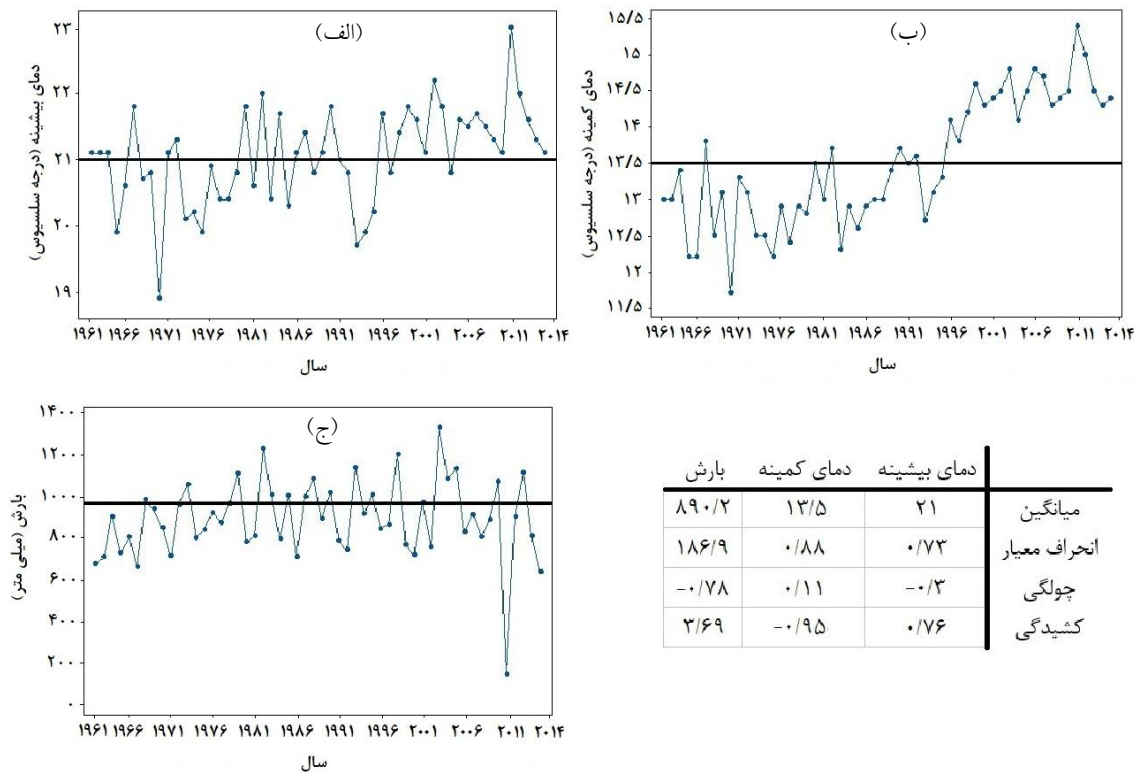 (الف)
دمای بیشینه (درجه سلسیوس)
۲۳
۲۲
۲۱
۲۰
۱۹
۱۹۶۱ ۱۹۶۶ ۱۹۷۱ ۱۹۷۶ ۱۹۸۱ ۱۹۸۶ ۱۹۹۱ ۱۹۹۶ ۲۰۰۱ ۲۰۰۶ ۲۰۱۱ ۲۰۱۴
سال
(ب)
دمای کمینه (درجه سلسیوس)
۱۵/۵
۱۵
۱۴/۵
۱۴
۱۳/۵
۱۳
۱۲/۵
۱۲
۱۱/۵
۱۹۶۱ ۱۹۶۶ ۱۹۷۱ ۱۹۷۶ ۱۹۸۱ ۱۹۸۶ ۱۹۹۱ ۱۹۹۶ ۲۰۰۱ ۲۰۰۶ ۲۰۱۱ ۲۰۱۴
سال
(ج)
بارش (میلی متر)
۱۴۰۰
۱۲۰۰
۱۰۰۰
۸۰۰
۶۰۰
۴۰۰
۲۰۰
۰
۱۹۶۱ ۱۹۶۶ ۱۹۷۱ ۱۹۷۶ ۱۹۸۱ ۱۹۸۶ ۱۹۹۱ ۱۹۹۶ ۲۰۰۱ ۲۰۰۶ ۲۰۱۱ ۲۰۱۴
سال
دمای بیشینه دمای کمینه بارش
میانگین ۲۱ ۱۳/۵ ۸۹۰/۲
انحراف معیار ۰/۷۳ ۰/۸۸ ۱۸۶/۹
چولگی -۰/۳ ۰/۱۱ -۰/۷۸
کشیدگی ۰/۷۶ -۰/۹۵ ۳/۶۹